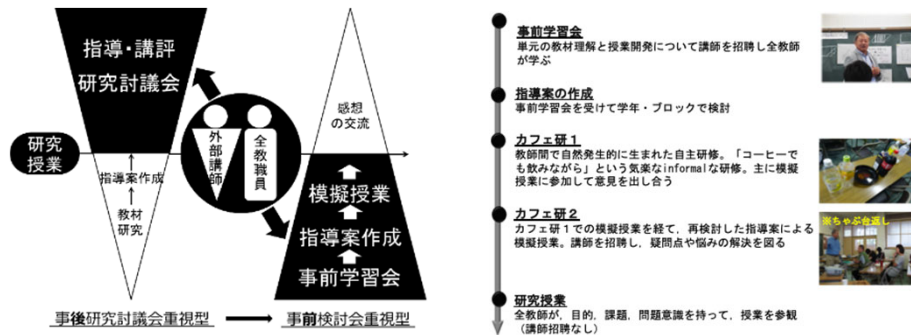 指導・講評
研究討議会
研究
授業
指導案作成
教材
研究
外部講師
全教職員
感想
の交流
模擬授業
指導案作成
事前学習会
事後研究討議会重視型
事前検討会重視型
事前学習会
単元の教材理解と授業開発について講師を招聘し全教師
が学ぶ
指導案の作成
事前学習会を受けて学年・ブロックで検討
カフェ研1
教師間で自然発生的に生まれた自主研修。「コーヒーで
も飲みながら」という気楽なinformalな研修。主に模擬
授業に参加して意見を出し合う
カフェ研2
カフェ研1での模擬授業を経て，再検討した指導案による
模擬授業。講師を招聘し，疑問点や悩みの解決を図る
※ちゃぶ台返し
研究授業
全教師が，目的，課題，問題意識を持って，授業を参観
（講師招聘なし）